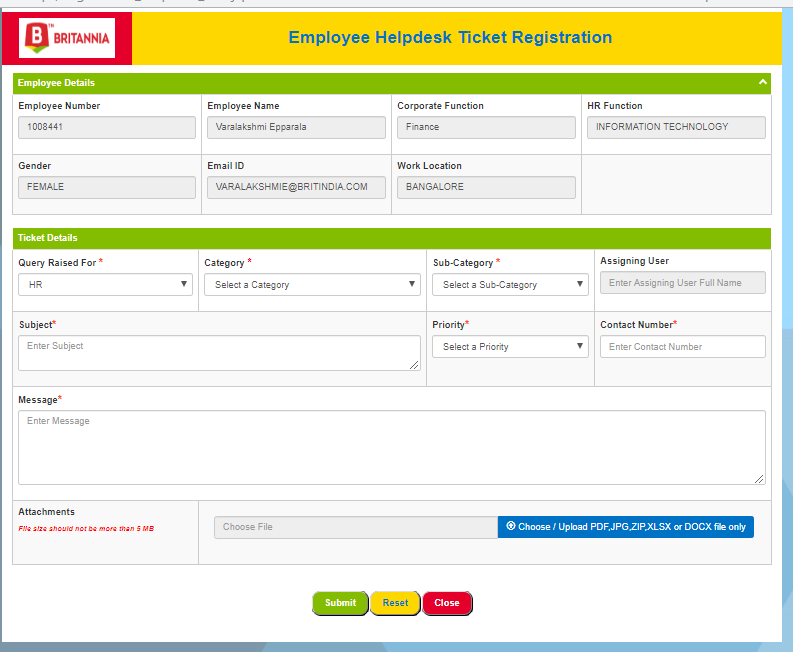 BRITANNIA
Employee Helpdesk Ticket Registration
Employee Details
Employee Number Employee Name Corporate Function HR Function
1008441 Varalakshmi Epparala Finance INFORMATION TECHNOLOGY
Gender Email ID Work Location
FEMALE VARALAKSHMIE@BRITINDIA.COM BANGALORE
Ticket Details
Query Raised For * Category * Sub-Category * Assigning User
HR Select a Category Select a Sub-Category Enter Assigning User Full Name
Subject* Priority* Contact Number*
Enter Subject Select a Priority Enter Contact Number
Message*
Enter Message
Attachments
File size should not be more than 5 MB
Choose File Choose / Upload PDF,JPG,ZIP,XLSX or DOCX file only
Submit Reset Close